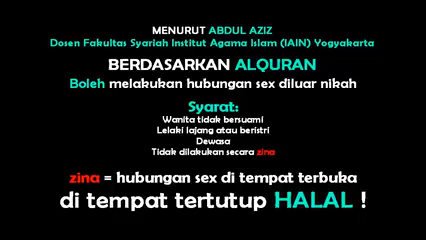 MENURUT ABDUL AZIZ
Dosen Fakultas Syariah Institut Agama Islam (IAIN) Yogyakarta
BERDASARKAN ALQURAN
Boleh melakukan hubungan sex diluar nikah
Syarat:
Wanita tidak bersuami
Lelaki lajang atau beristri
Dewasa
Tidak dilakukan secara zina
zina = hubungan sex di tempat terbuka
di tempat tertutup HALAL !